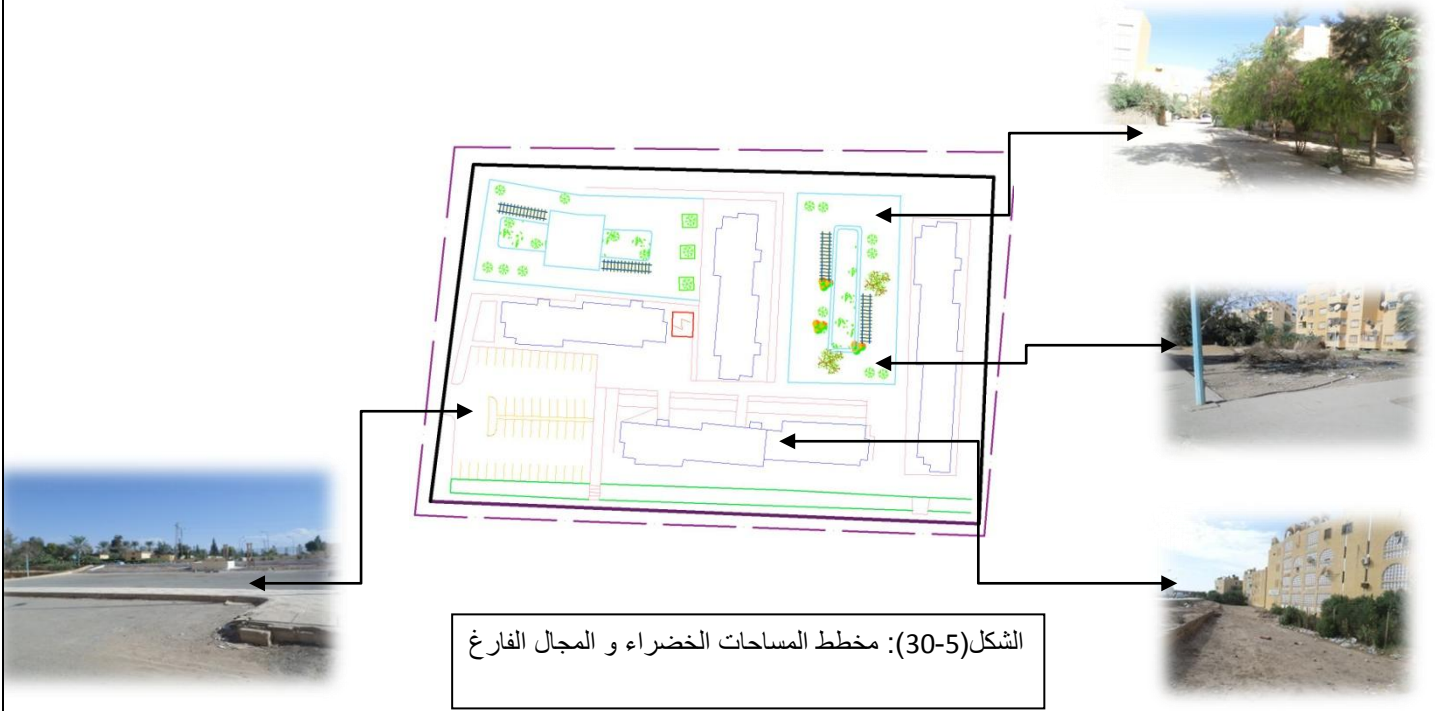 الشكل(5-30): مخطط المساحات الخضراء و المجال الفارغ